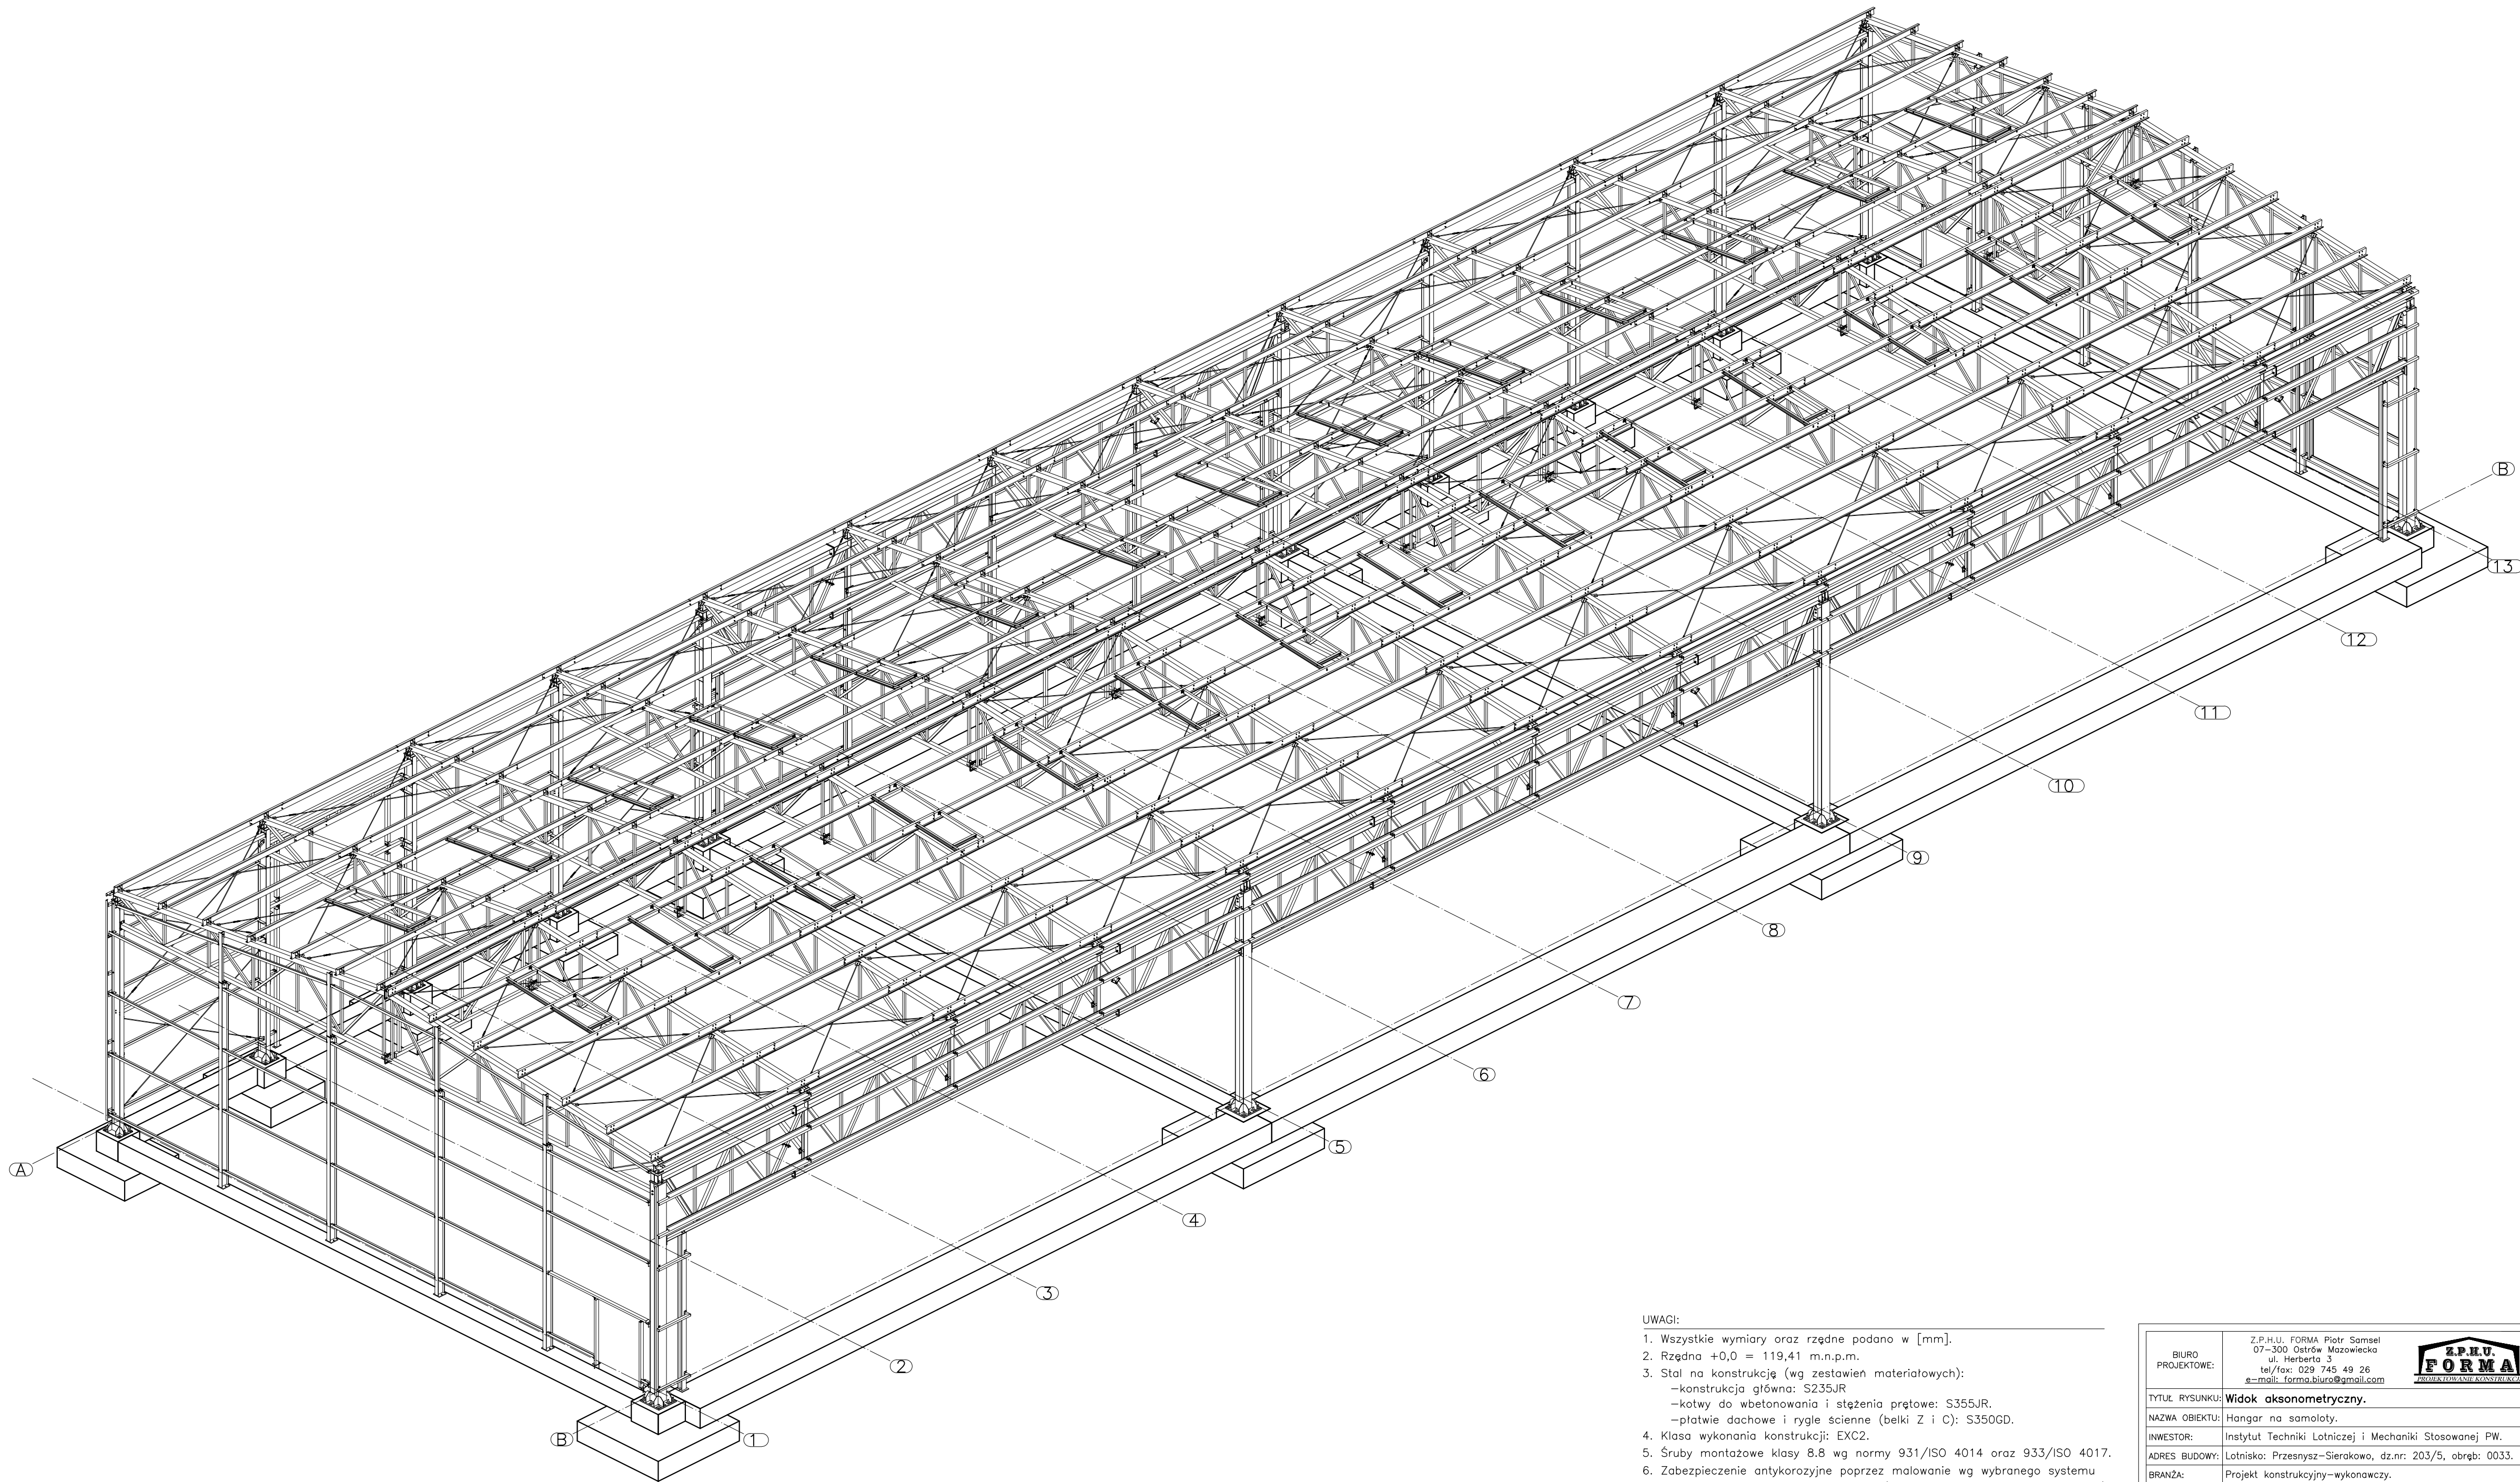 B
13
12
11
10
9
8
7
6
5
4
3
2
1
A
B
UWAGI:
1. Wszystkie wymiary oraz rzędne podano w [mm].
2. Rzędna +0,0 = 119,41 m.n.p.m.
3. Stal na konstrukcję (wg zestawień materiałowych):
-konstrukcja główna: S235JR
-kotwy do wbetonowania i stężenia prętowe: S355JR.
-płatwie dachowe i rygle ścienne (belki Z i C): S350GD.
4. Klasa wykonania konstrukcji: EXC2.
5. Śruby montażowe klasy 8.8 wg normy 931/ISO 4014 oraz 933/ISO 4017.
6. Zabezpieczenie antykorozyjne poprzez malowanie wg wybranego systemu
BIURO
PROJEKTOWE:
Z.P.H.U. FORMA Piotr Samsel
07-300 Ostrów Mazowiecka
ul. Herberta 3
tel/fax: 029 745 49 26
e-mail: forma.biuro@gmail.com
Z.P.H.U.
FORMA
PROJEKTOWANIE KONSTRUKCJI
TYTUŁ RYSUNKU: Widok aksonometryczny.
NAZWA OBIEKTU: Hangar na samoloty.
INWESTOR: Instytut Techniki Lotniczej i Mechaniki Stosowanej PW.
ADRES BUDOWY: Lotnisko: Przesnysz-Sierakowo, dz.nr: 203/5, obręb: 0033.
BRANŻA: Projekt konstrukcyjny-wykonawczy.